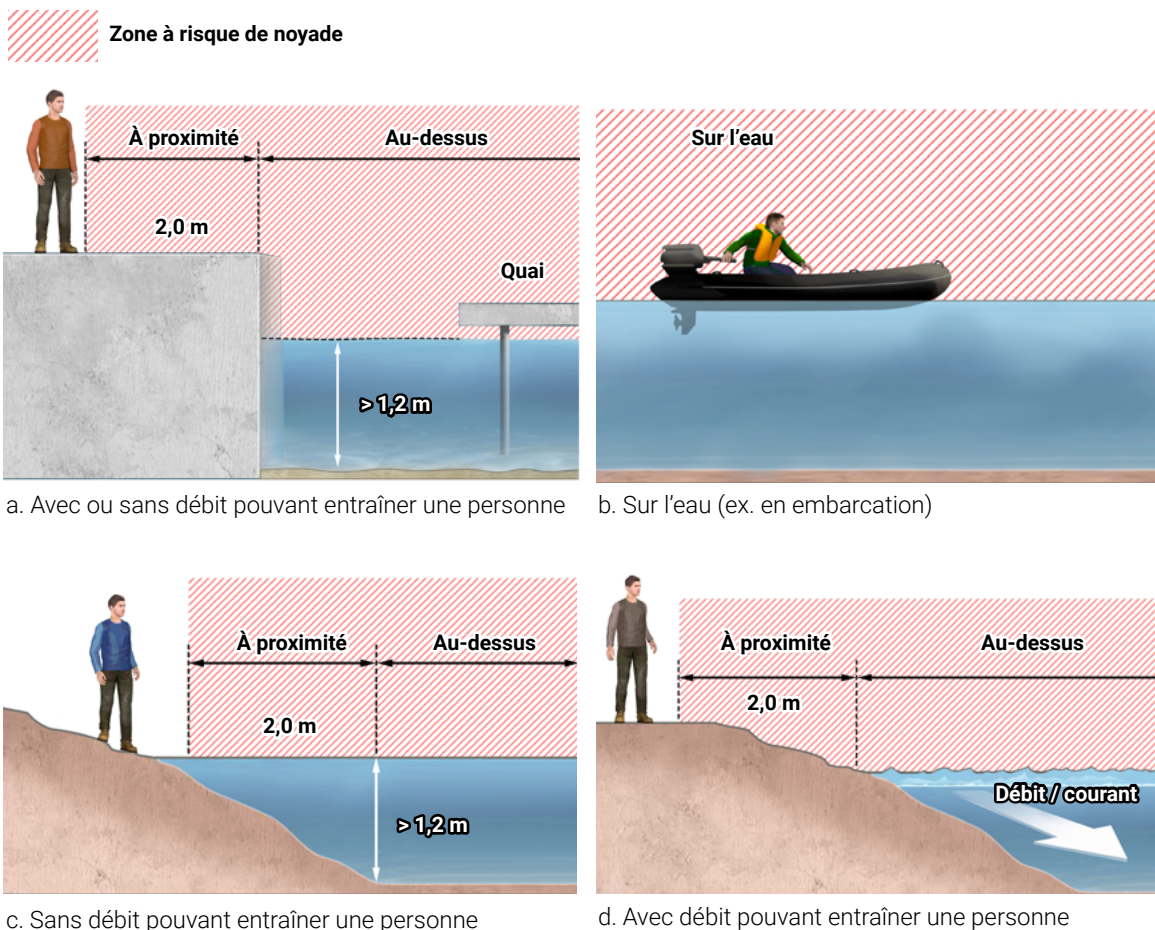 Zone à risque de noyade
À proximité
Au-dessus
2,0 m
Quai
> 1,2 m
a. Avec ou sans débit pouvant entraîner une personne
Sur l’eau
b. Sur l’eau (ex. en embarcation)
À proximité
Au-dessus
2,0 m
> 1,2 m
c. Sans débit pouvant entraîner une personne
À proximité
Au-dessus
2,0 m
Débit / courant
d. Avec débit pouvant entraîner une personne